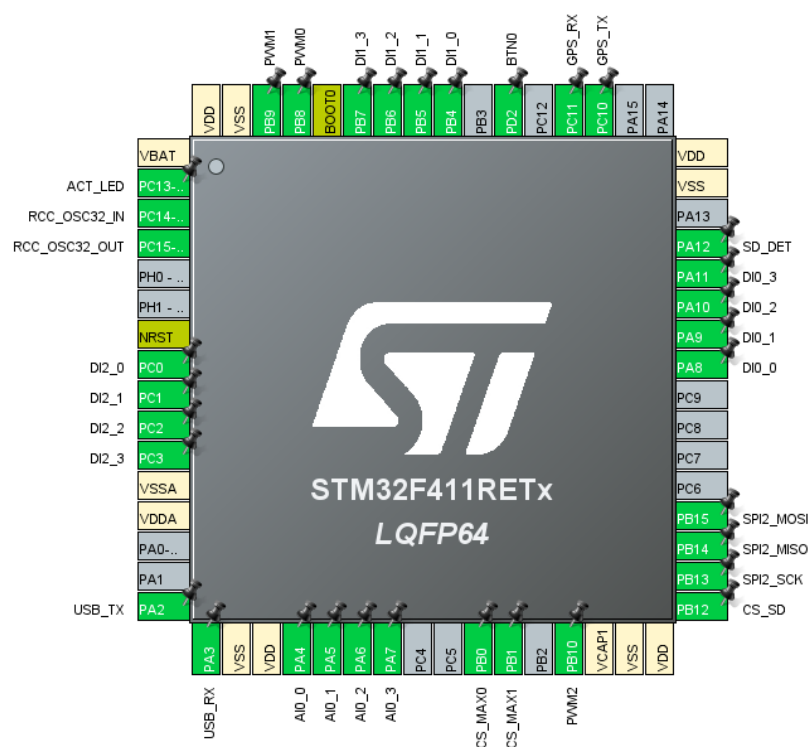 PWM1
PWM0
DI1_3
DI1_2
DI1_1
DI1_0
BTN0
GPS_RX
GPS_TX
VDD
VSS
PB9
PB8
BOOT0
PB7
PB6
PB5
PB4
PB3
PD2
PC12
PC11
PC10
PA15
PA14
VBAT
ACT_LED PC13-..
RCC_OSC32_IN PC14-..
RCC_OSC32_OUT PC15-..
PH0 - ..
PH1 - ..
NRST
DI2_0 PC0
DI2_1 PC1
DI2_2 PC2
DI2_3 PC3
VSSA
VDDA
PA0-..
PA1
USB_TX PA2
ST
STM32F411RETx
LQFP64
VDD
VSS
PA13
PA12 SD_DET
PA11 DI0_3
PA10 DI0_2
PA9 DI0_1
PA8 DI0_0
PC9
PC8
PC7
PC6
PB15 SPI2_MOSI
PB14 SPI2_MISO
PB13 SPI2_SCK
PB12 CS_SD
PA3
VSS
VDD
PA4
PA5
PA6
PA7
PC4
PC5
PB0
PB1
PB2
PB10
VCAP1
VSS
VDD
USB_RX
AI0_0
AI0_1
AI0_2
AI0_3
CS_MAX0
CS_MAX1
PWM2